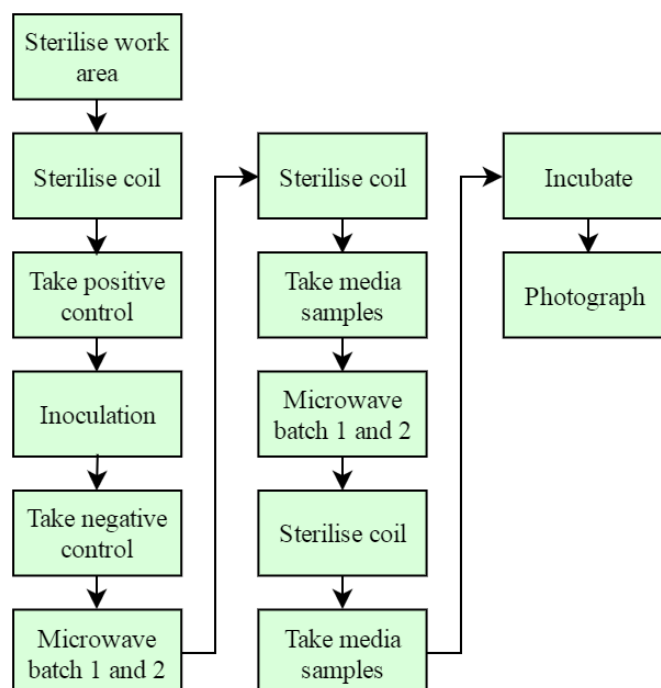 Sterilise work
area
Sterilise coil
Take positive
control
Inoculation
Take negative
control
Microwave
batch 1 and 2
Sterilise coil
Take media
samples
Microwave
batch 1 and 2
Sterilise coil
Take media
samples
Incubate
Photograph